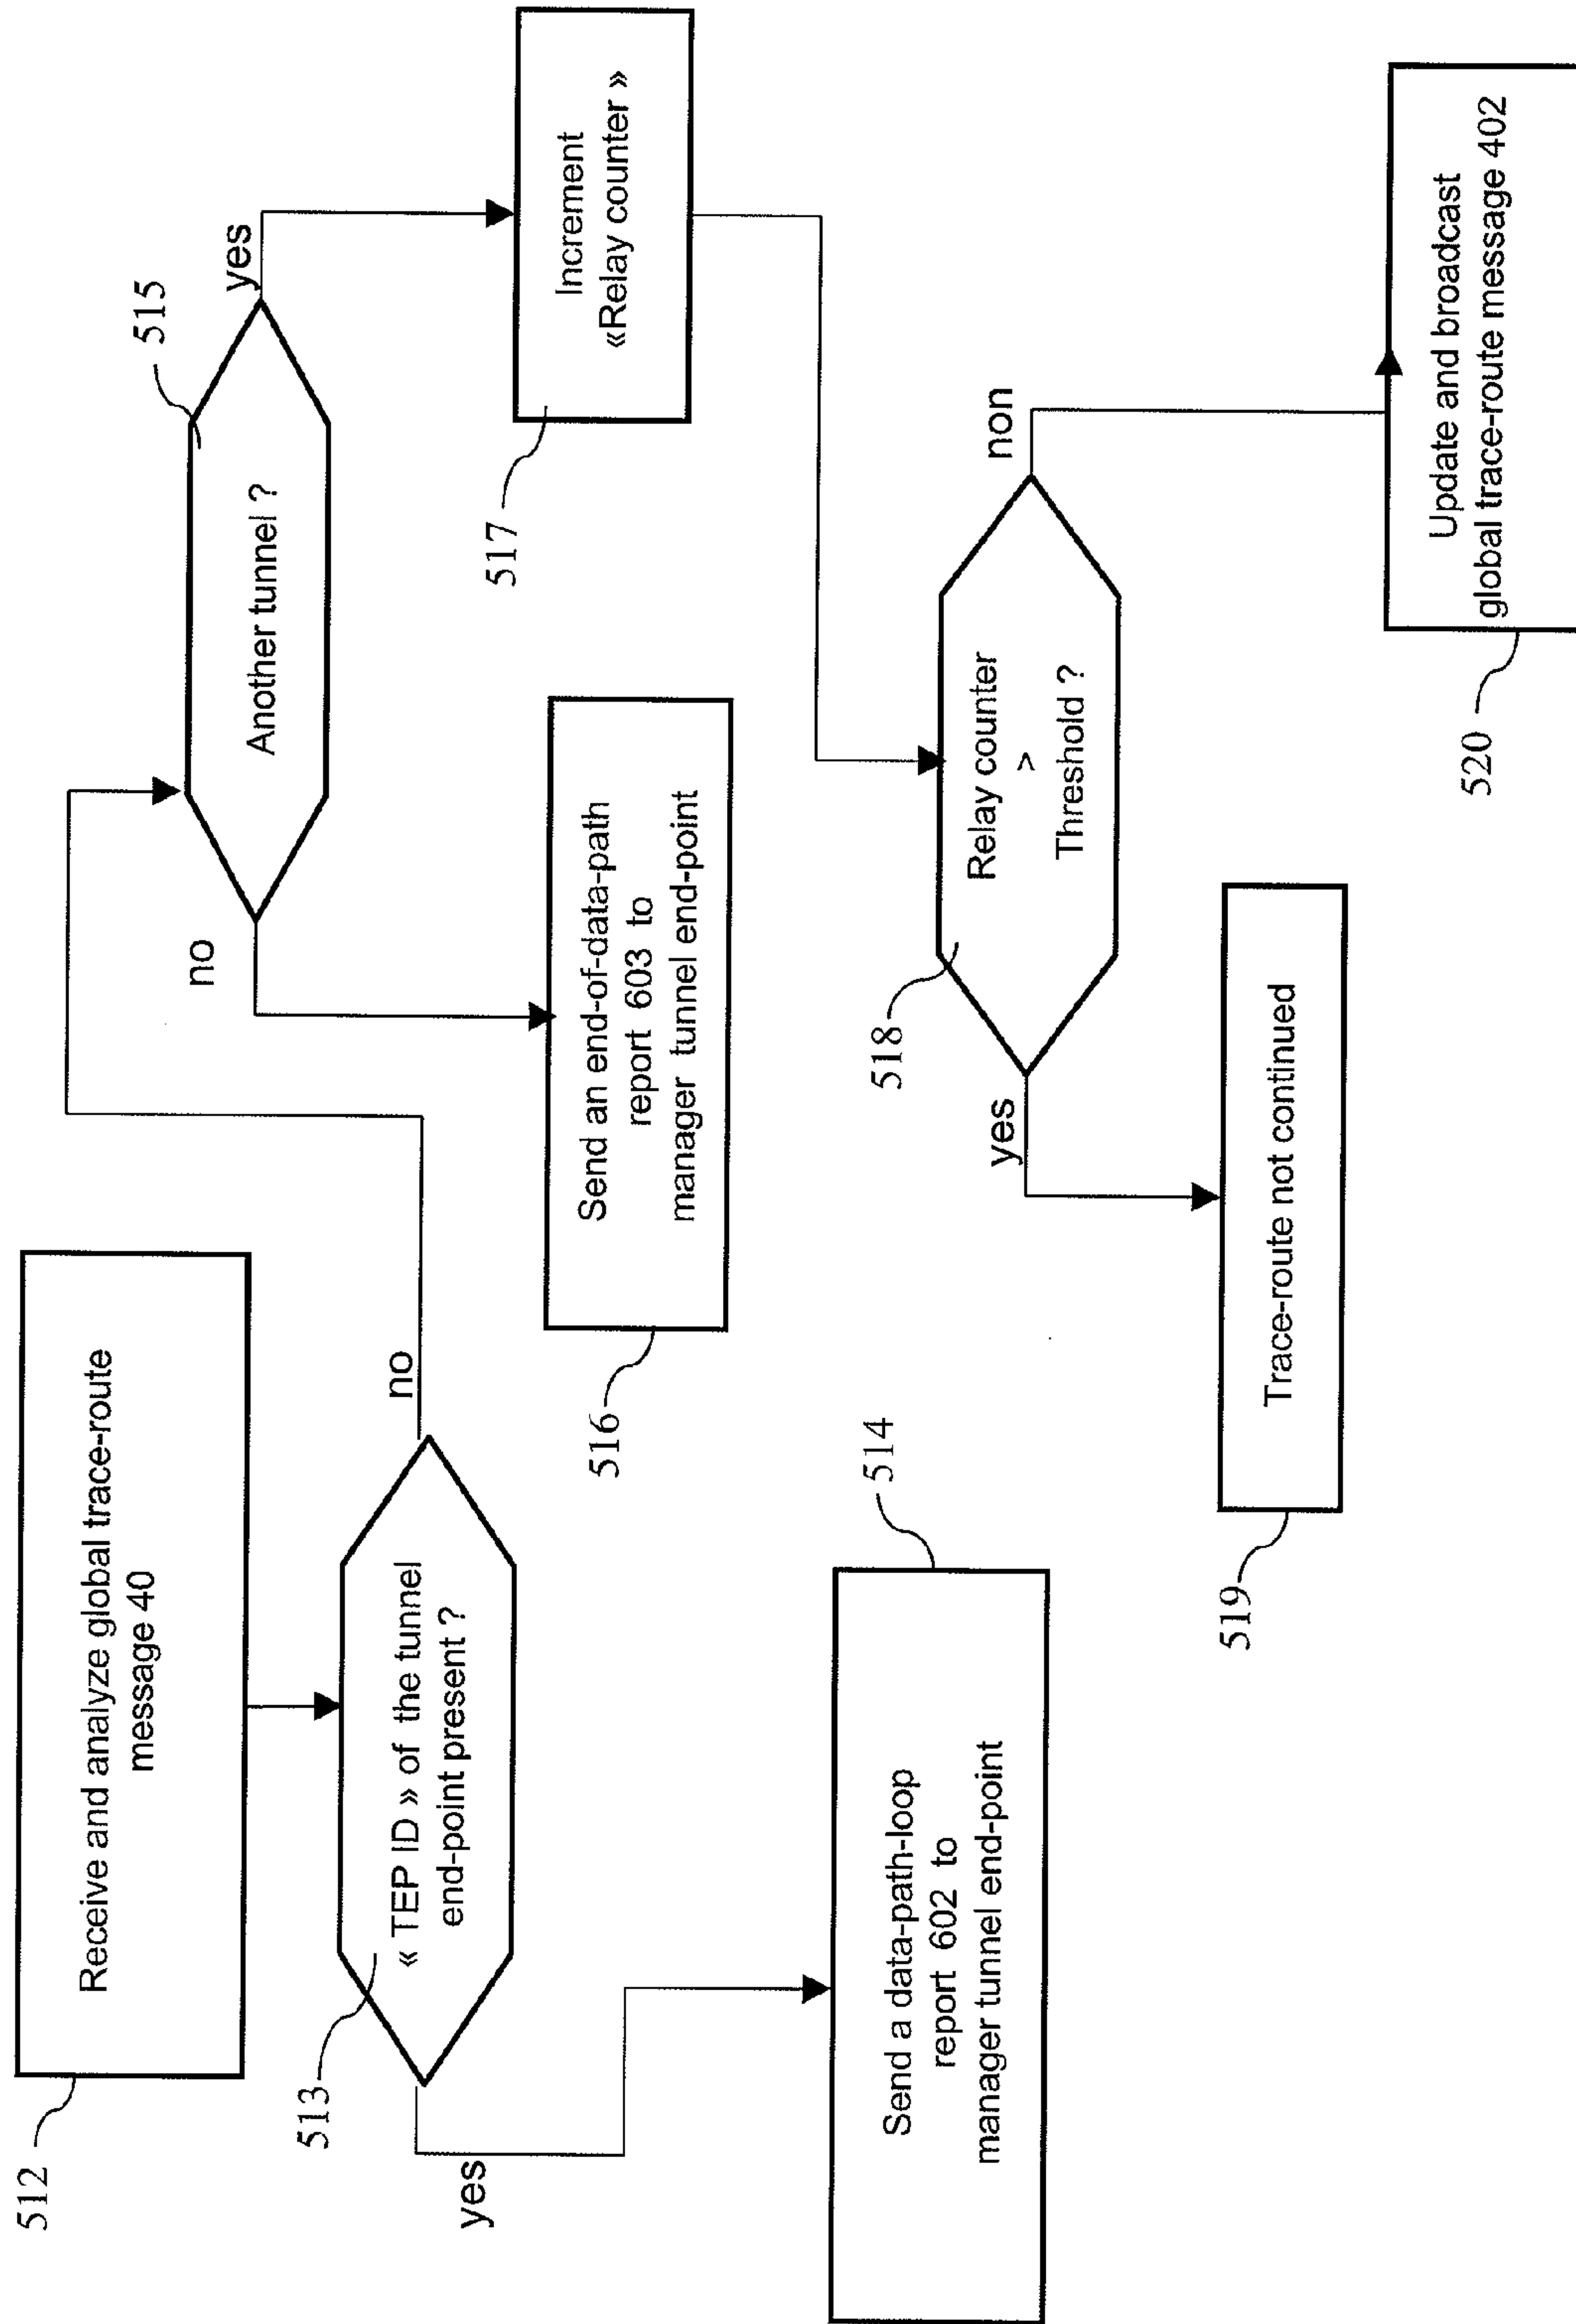 512
Receive and analyze global trace-route
message 40
513
« TEP ID » of the tunnel
end-point present ?
yes
no
Send a data-path-loop
report 602 to
manager tunnel end-point
514
515
Another tunnel ?
no
yes
516
Send an end-of-data-path
report 603 to
manager tunnel end-point
517
Increment
«Relay counter »
518
Relay counter
>
Threshold ?
yes
non
519
Trace-route not continued
520
Update and broadcast
global trace-route message 402